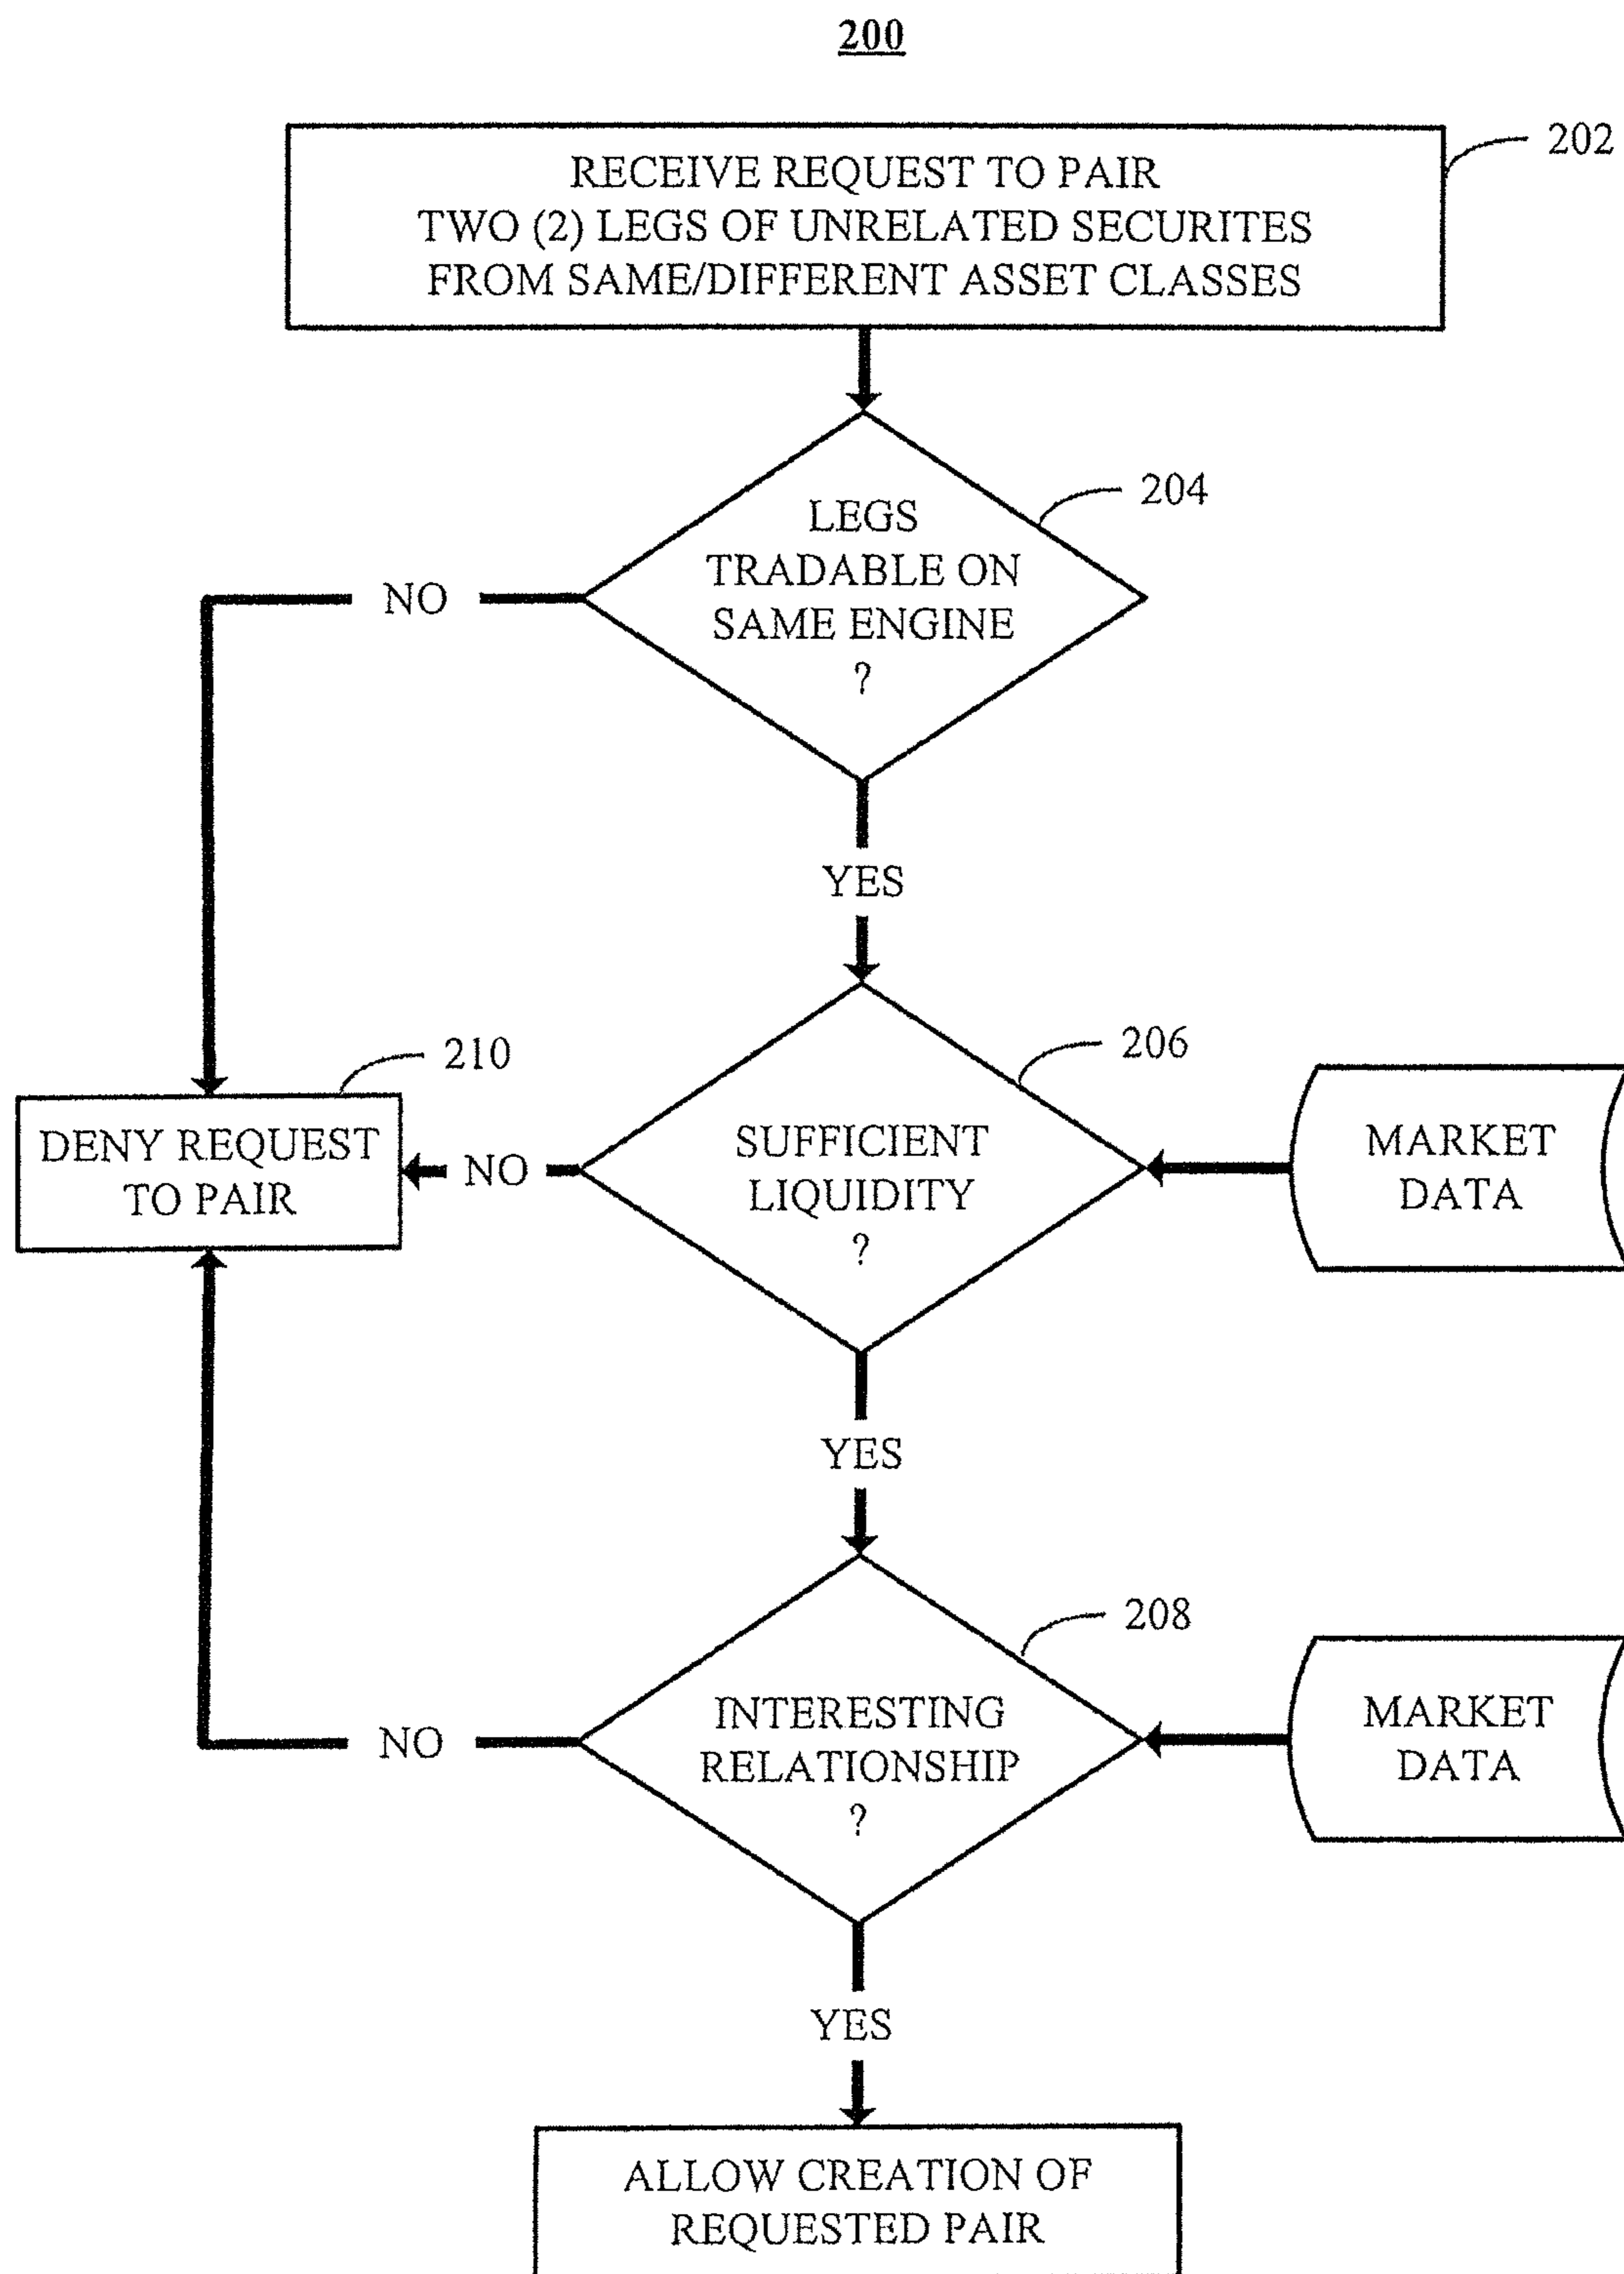 200
202
RECEIVE REQUEST TO PAIR
TWO (2) LEGS OF UNRELATED SECURITES
FROM SAME/DIFFERENT ASSET CLASSES
204
LEGS
TRADABLE ON
SAME ENGINE
?
NO
YES
206
210
DENY REQUEST
TO PAIR
NO
SUFFICIENT
LIQUIDITY
?
MARKET
DATA
YES
208
INTERESTING
RELATIONSHIP
?
NO
MARKET
DATA
YES
ALLOW CREATION OF
REQUESTED PAIR